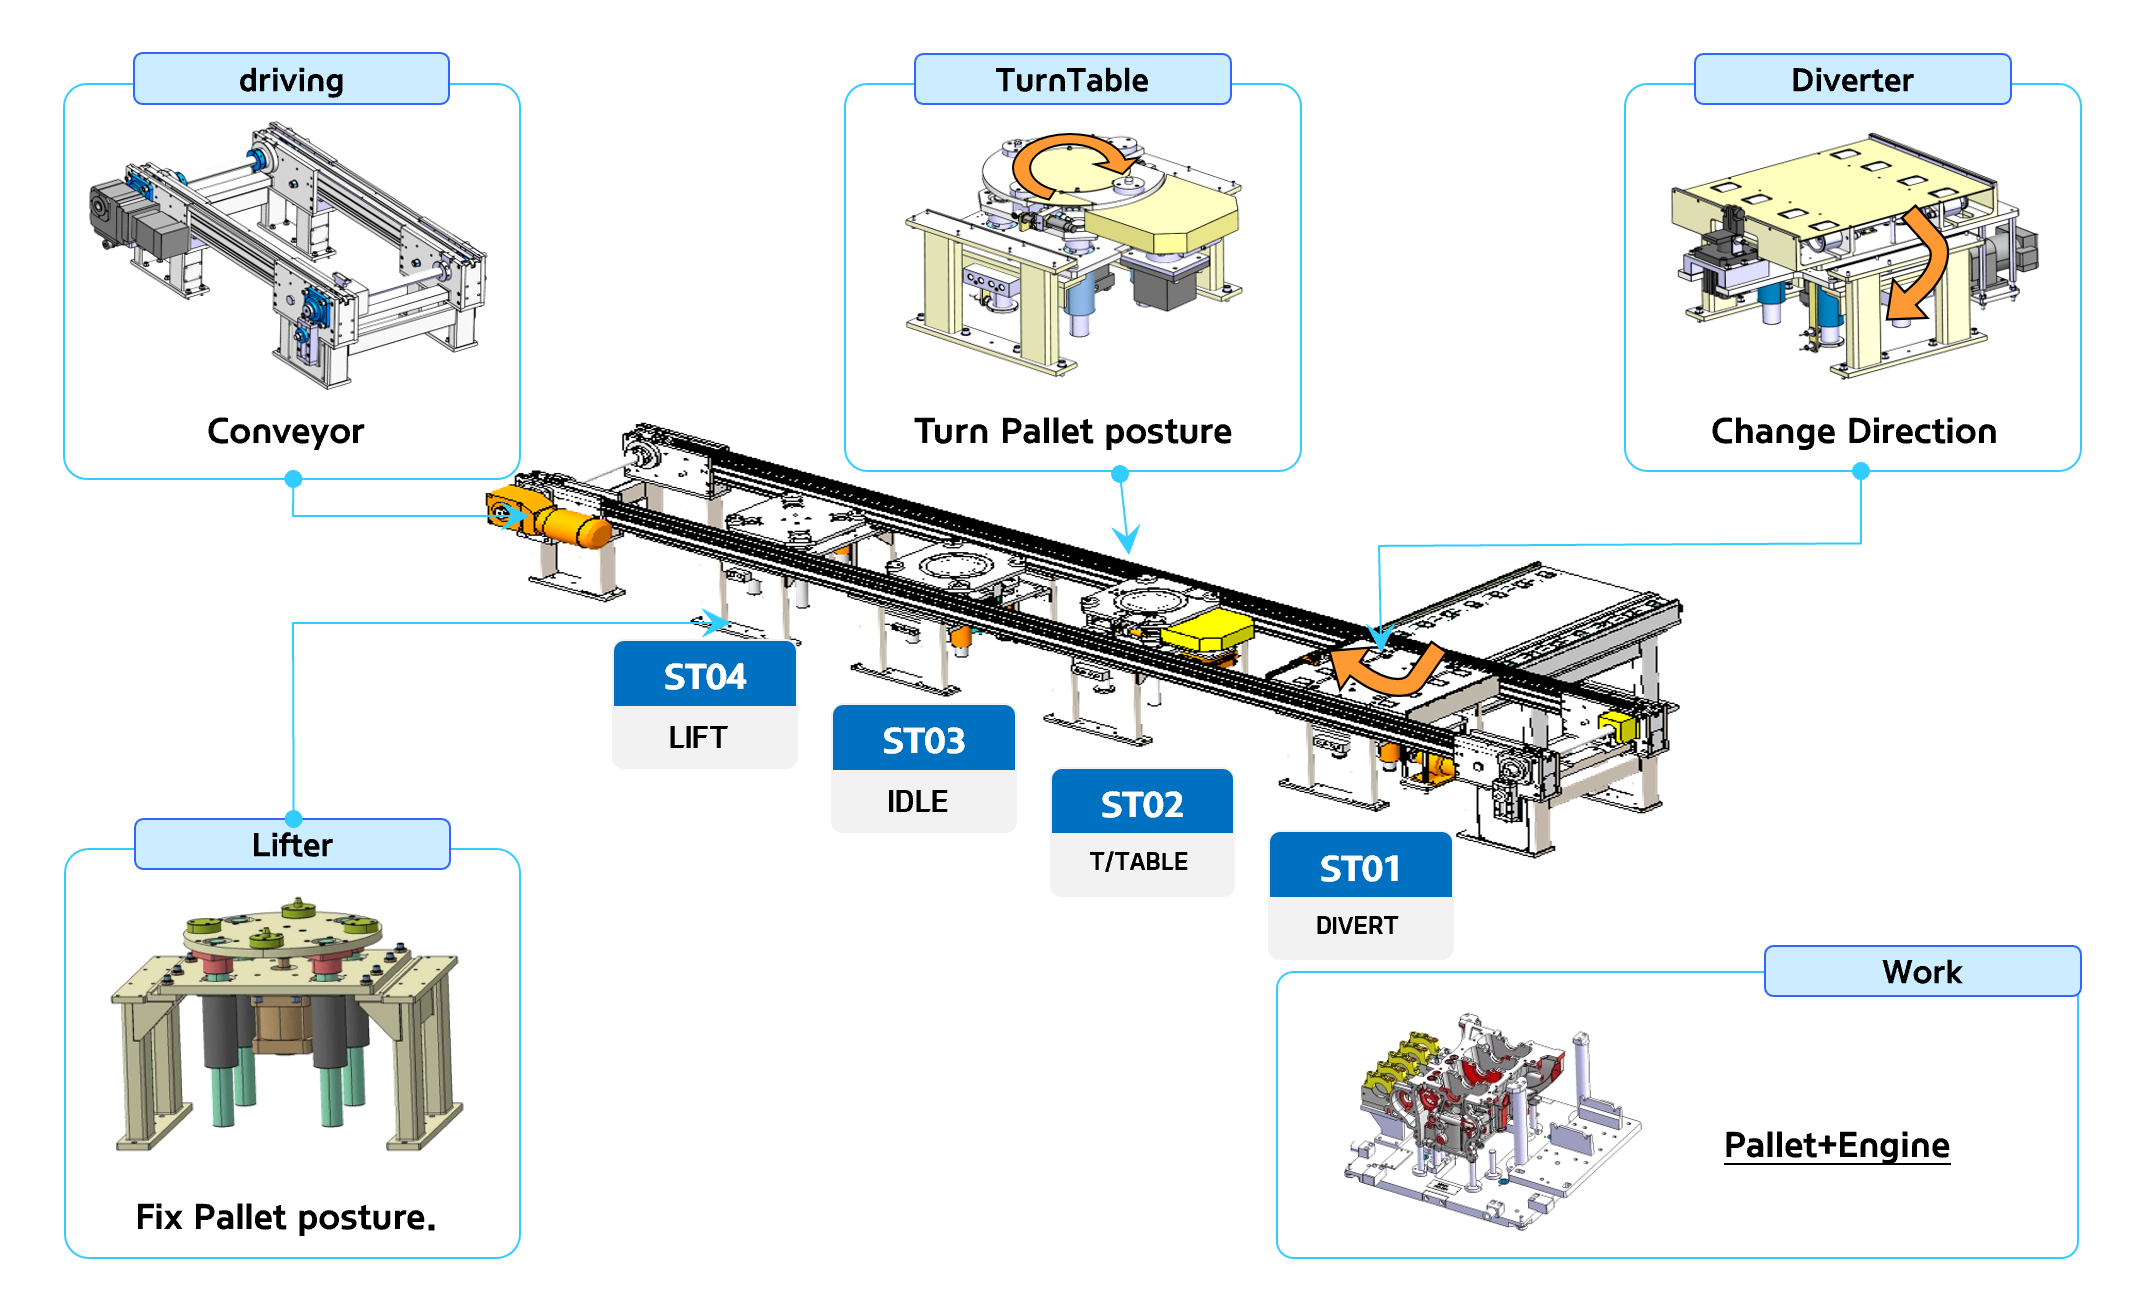 driving
TurnTable
Diverter
Conveyor
Turn Pallet posture
Change Direction
ST04
LIFT
ST03
IDLE
ST02
T/TABLE
ST01
DIVERT
Lifter
Fix Pallet posture.
Work
Pallet+Engine